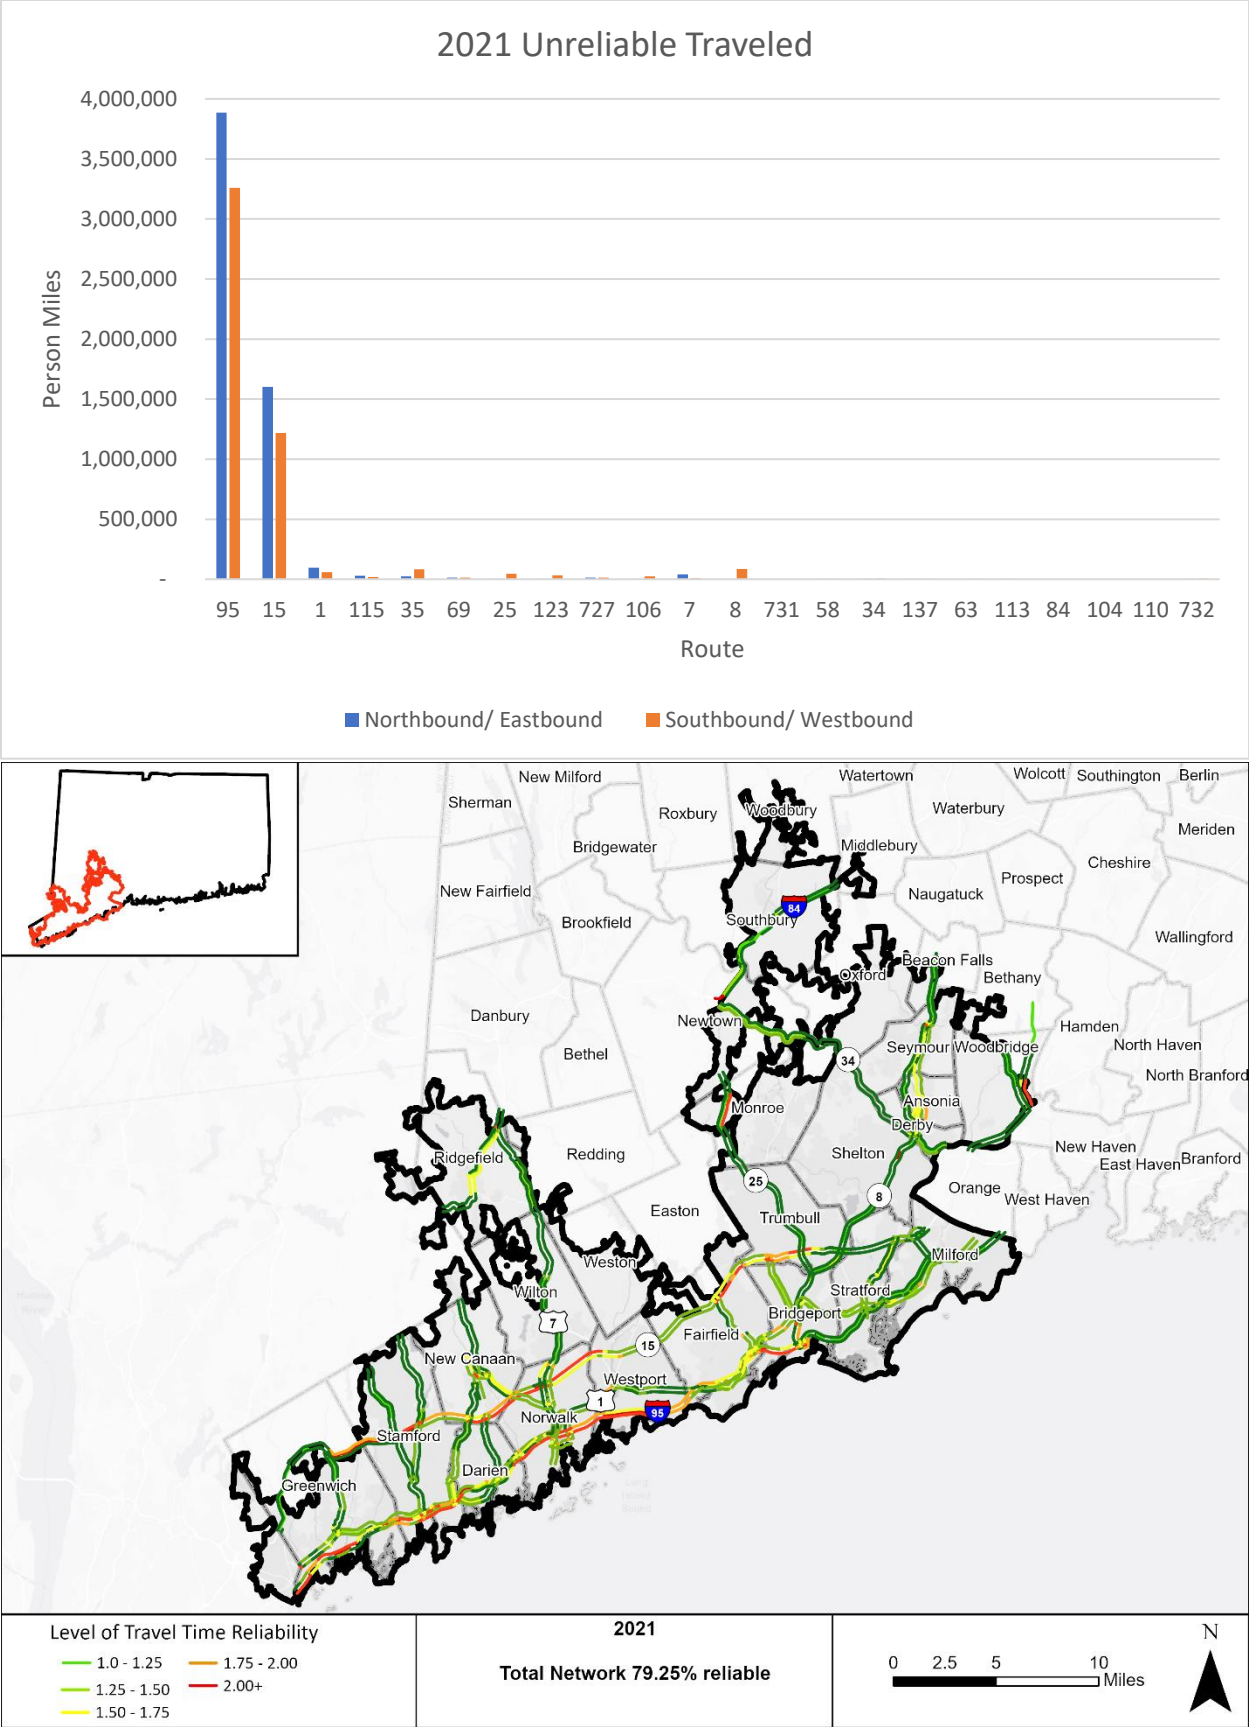 2021 Unreliable Traveled
4,000,000
3,500,000
3,000,000
2,500,000
2,000,000
1,500,000
1,000,000
500,000
-
Person Miles
95 15 1 115 35 69 25 123 727 106 7 8 731 58 34 137 63 113 84 104 110 732
Route
Northbound/ Eastbound Southbound/ Westbound
New Milford
Watertown
Wolcott
Southington
Berlin
Sherman
Roxbury
Woodbury
Waterbury
Meriden
Bridgewater
Middlebury
Cheshire
Prospect
New Fairfield
Naugatuck
84
Brookfield
Southbury
Wallingford
Beacon Falls
Oxford
Bethany
Danbury
Newtown
Hamden
North Haven
Bethel
34
Seymour
Woodbridge
North Branford
Monroe
Ansonia
Derby
Ridgefield
Redding
Shelton
New Haven
East Haven
Branford
25
8
Orange
West Haven
Easton
Trumbull
Weston
Milford
Wilton
Stratford
7
Bridgeport
15
Fairfield
New Canaan
Westport
1
95
Norwalk
Stamford
Darien
Greenwich
Level of Travel Time Reliability
1.0 - 1.25
1.25 - 1.50
1.50 - 1.75
1.75 - 2.00
2.00+
2021
Total Network 79.25% reliable
0 2.5 5 10
Miles
N